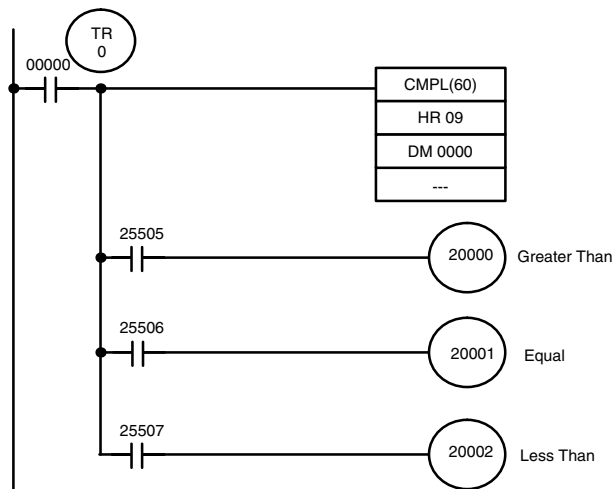 TR
0
00000
CMPL(60)
HR 09
DM 0000
---
25505
20000
Greater Than
25506
20001
Equal
25507
20002
Less Than